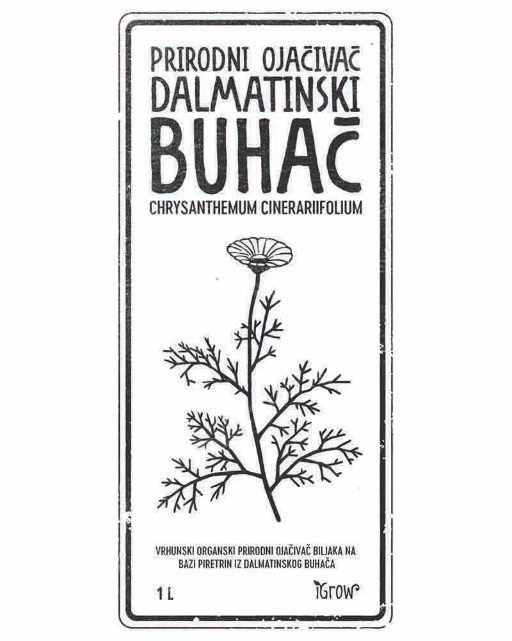 PRIRODNI OJAČIVAČ
DALMATINSKI
BUHAČ
CHRYSANTHEMUM CINERARIIFOLIUM
VRHUNSKI ORGANSKI PRIRODNI OJAČIVAČ BILJAKA NA
BAZI PIRETRIN IZ DALMATINSKOG BUHAČA
1 L
iGrow